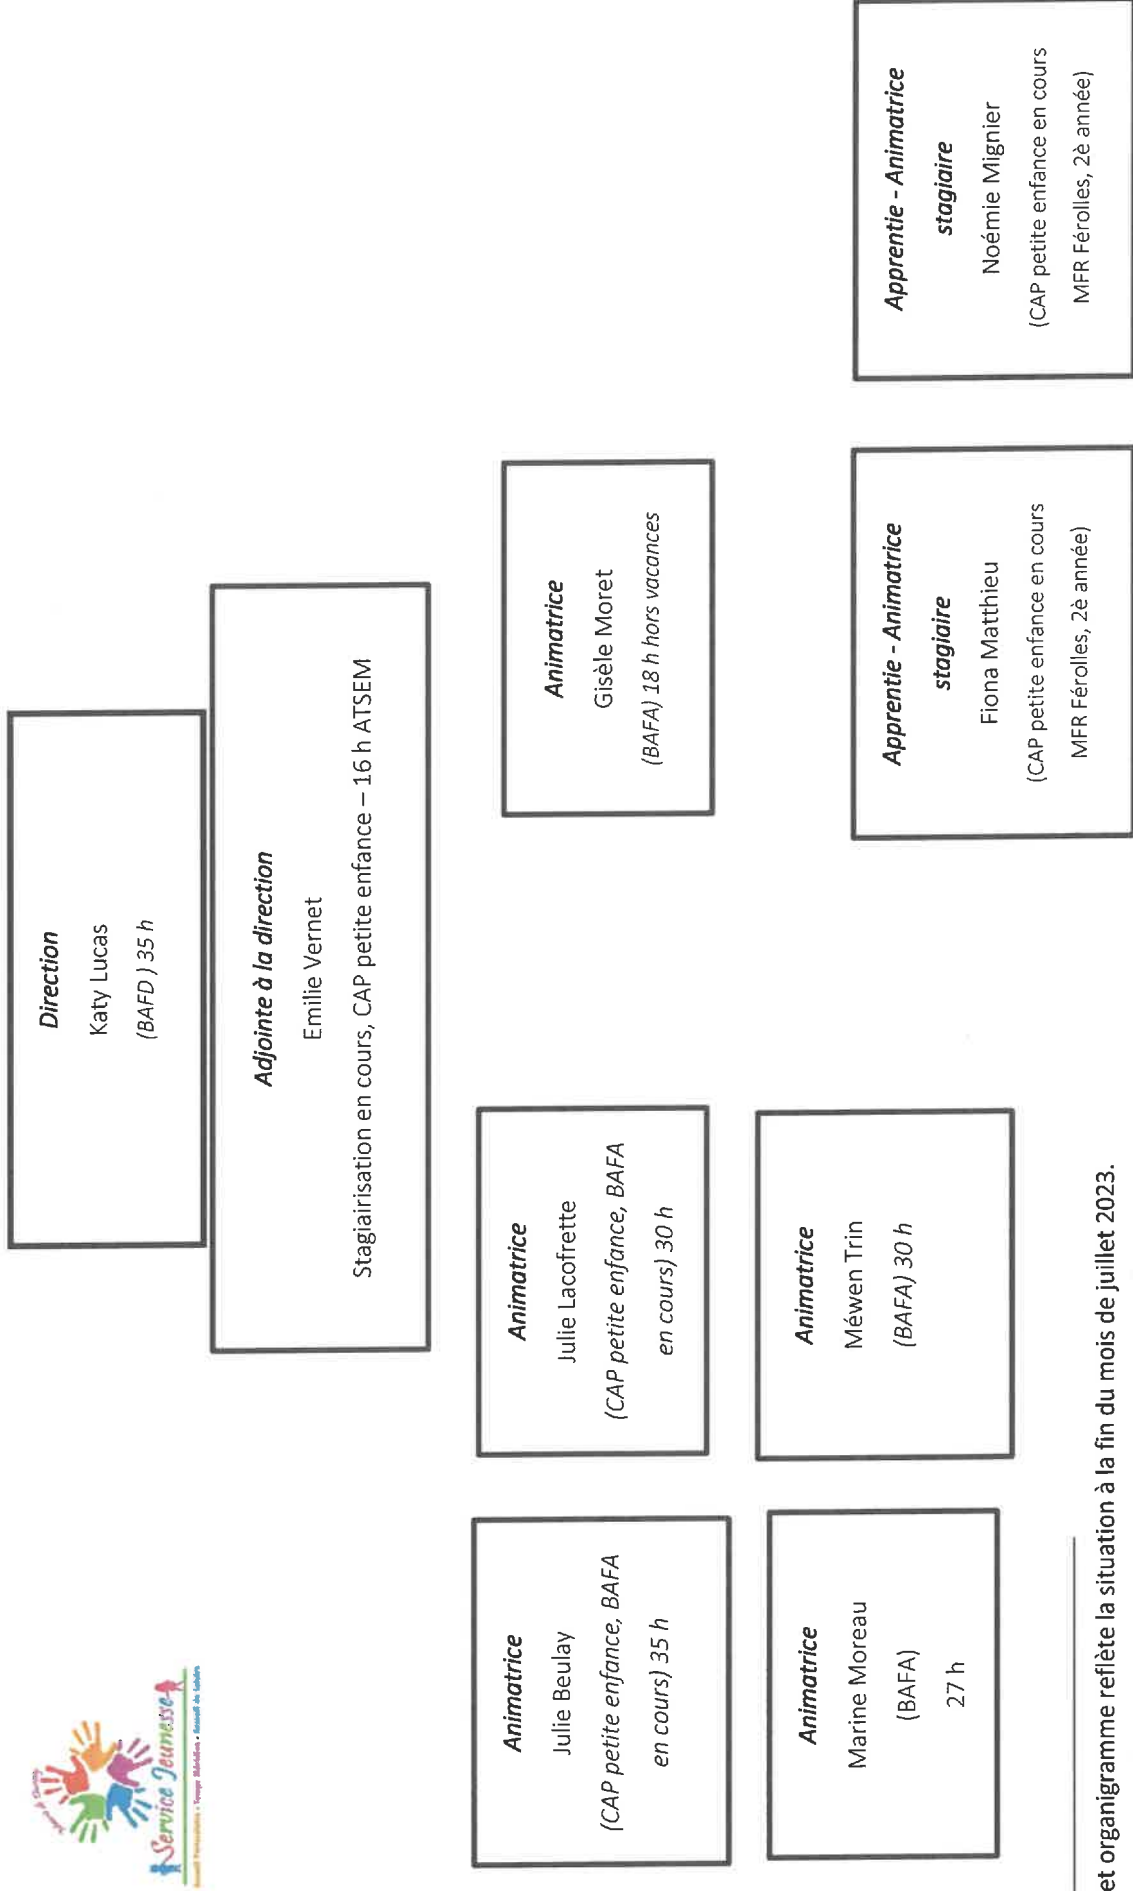 Service Jeunesse
Direction
Katy Lucas
(BAFD ) 35 h
Adjointe à la direction
Emilie Vernet
Stagiairisation en cours, CAP petite enfance – 16 h ATSEM
Animatrice
Julie Beulay
(CAP petite enfance, BAFA
en cours) 35 h
Animatrice
Julie Lacofrette
(CAP petite enfance, BAFA
en cours) 30 h
Animatrice
Gisèle Moret
(BAFA) 18 h hors vacances
Animatrice
Marine Moreau
(BAFA)
27 h
Animatrice
Méwen Trin
(BAFA) 30 h
Apprentie - Animatrice
stagiaire
Fiona Matthieu
(CAP petite enfance en cours
MFR Férolles, 2è année)
Apprentie - Animatrice
stagiaire
Noémie Mignier
(CAP petite enfance en cours
MFR Férolles, 2è année)
et organigramme reflète la situation à la fin du mois de juillet 2023.